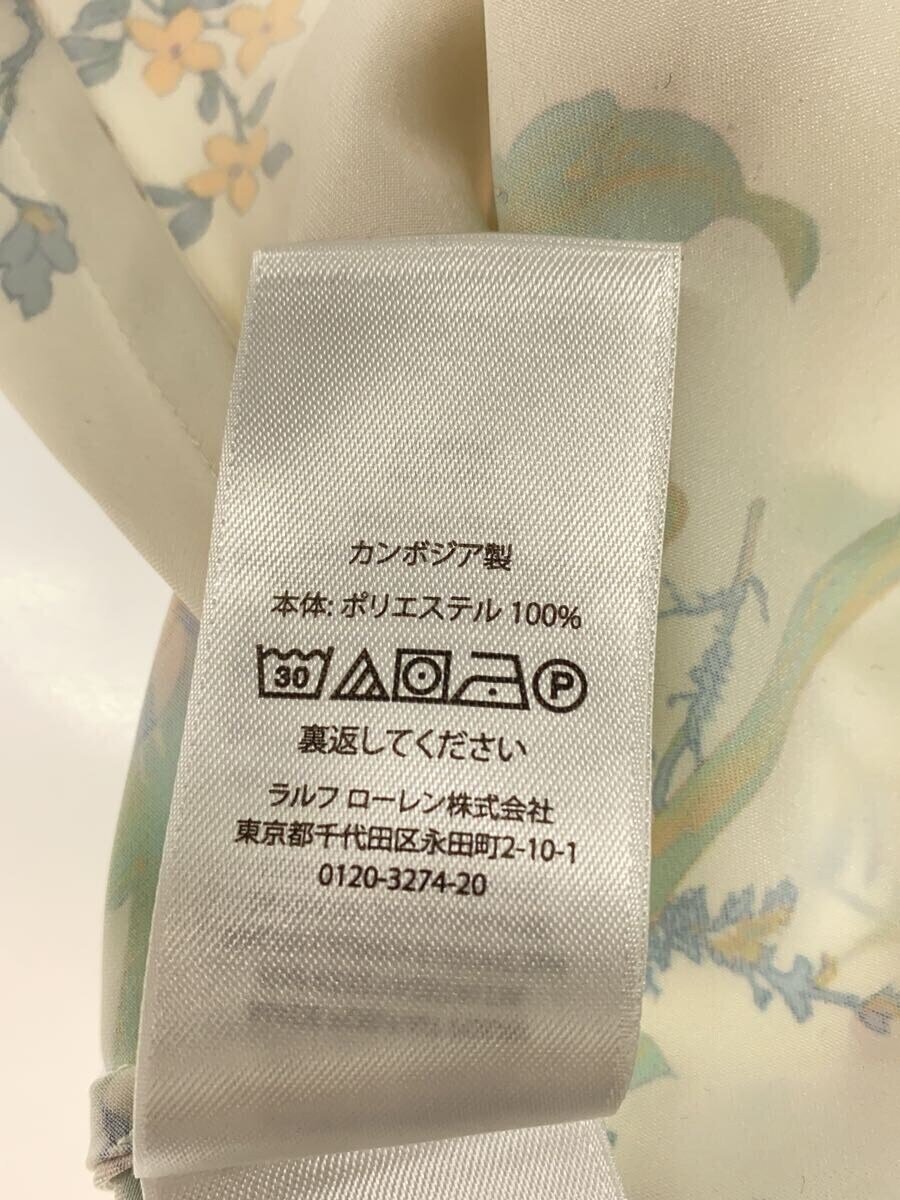 カンボジア製
本体: ポリエステル 100%
30 P
裏返してください
ラルフ ローレン株式会社
東京都千代田区永田町2-10-1
0120-3274-20